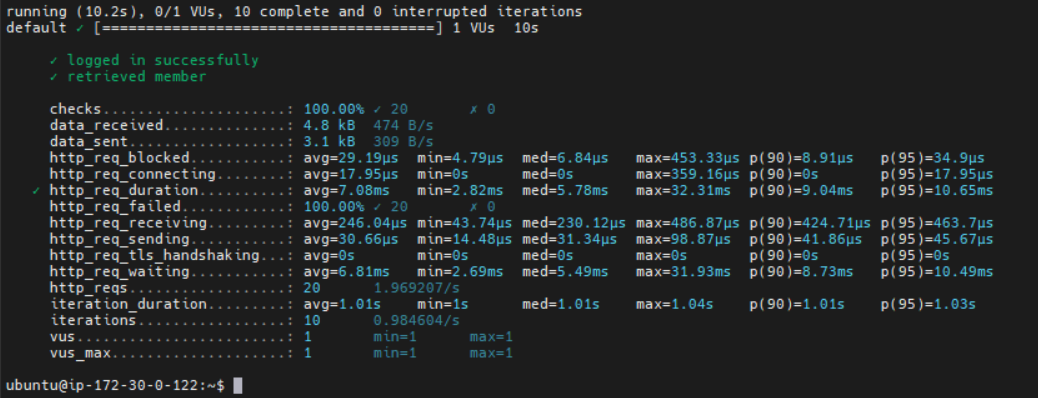 running (10.2s), 0/1 VUs, 10 complete and 0 interrupted iterations
default ✓ [======================================] 1 VUs  10s
✓ logged in successfully
✓ retrieved member
checks.....................: 100.00% ✓ 20       ✗ 0
data_received..............: 4.8 kB  474 B/s
data_sent..................: 3.1 kB  309 B/s
http_req_blocked...........: avg=29.19µs  min=4.79µs  med=6.84µs   max=453.33µs p(90)=8.91µs   p(95)=34.9µs
http_req_connecting........: avg=17.95µs  min=0s      med=0s       max=359.16µs p(90)=0s       p(95)=17.95µs
✓ http_req_duration..........: avg=7.08ms   min=2.82ms  med=5.78ms   max=32.31ms  p(90)=9.04ms   p(95)=10.65ms
http_req_failed............: 100.00% ✓ 20       ✗ 0
http_req_receiving.........: avg=246.04µs min=43.74µs med=230.12µs max=486.87µs p(90)=424.71µs p(95)=463.7µs
http_req_sending...........: avg=30.66µs  min=14.48µs med=31.34µs  max=98.87µs  p(90)=41.86µs  p(95)=45.67µs
http_req_tls_handshaking...: avg=0s       min=0s      med=0s       max=0s       p(90)=0s       p(95)=0s
http_req_waiting...........: avg=6.81ms   min=2.69ms  med=5.49ms   max=31.93ms  p(90)=8.73ms   p(95)=10.49ms
http_reqs..................: 20      1.969207/s
iteration_duration.........: avg=1.01s    min=1s      med=1.01s    max=1.04s    p(90)=1.01s    p(95)=1.03s
iterations.................: 10      0.984604/s
vus........................: 1       min=1      max=1
vus_max....................: 1       min=1      max=1
ubuntu@ip-172-30-0-122:~$